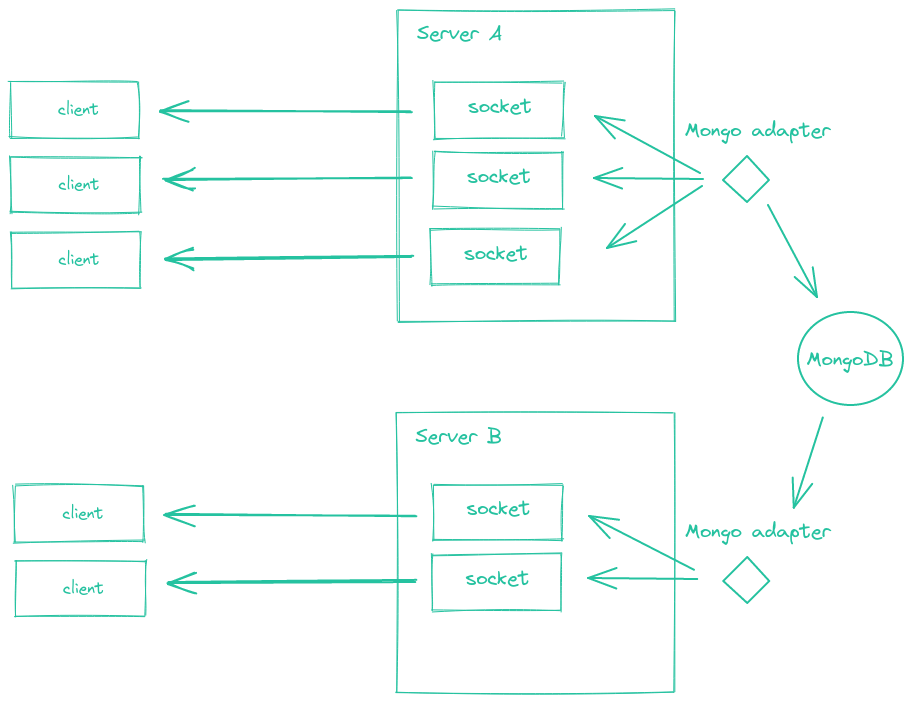 Server A
client
socket
Mongo adapter
client
socket
client
socket
MongoDB
Server B
client
socket
Mongo adapter
client
socket